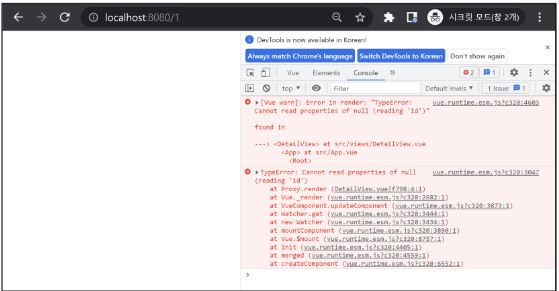 localhost:8080/1
시크릿 모드(창 2개)
DevTools is now available in Korean!
Always match Chrome's language Switch DevTools to Korean Don't show again
Vue Elements Console » 2 1
top ▼ Filter Default levels ▼ 1 Issue: 1
▶[Vue warn]: Error in render: "TypeError: vue.runtime.esm.js?c320:4603
Cannot read properties of null (reading 'id')"
found in
---> <DetailView> at src/views/DetailView.vue
<App> at src/App.vue
<Root>
▶TypeError: Cannot read properties of null vue.runtime.esm.js?c320:3047
(reading 'id')
at Proxy.render (DetailView.vue?f798:4:1)
at Vue._render (vue.runtime.esm.js?c320:2682:1)
at VueComponent.updateComponent (vue.runtime.esm.js?c320:3873:1)
at Watcher.get (vue.runtime.esm.js?c320:3444:1)
at new Watcher (vue.runtime.esm.js?c320:3434:1)
at mountComponent (vue.runtime.esm.js?c320:3890:1)
at Vue.$mount (vue.runtime.esm.js?c320:8757:1)
at init (vue.runtime.esm.js?c320:4405:1)
at merged (vue.runtime.esm.js?c320:4559:1)
at createComponent (vue.runtime.esm.js?c320:6552:1)